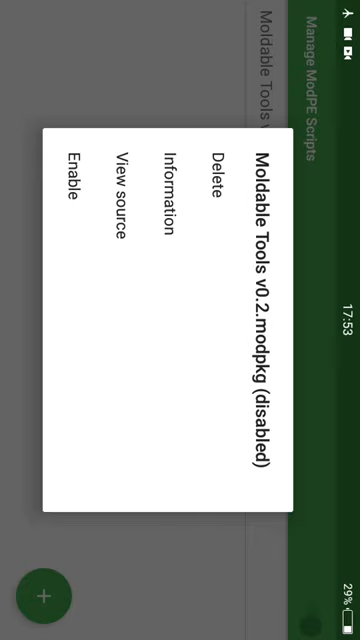 17:53
29%
Manage ModPE Scripts
Moldable Tools v
Moldable Tools v0.2.modpkg (disabled)
Delete
Information
View source
Enable